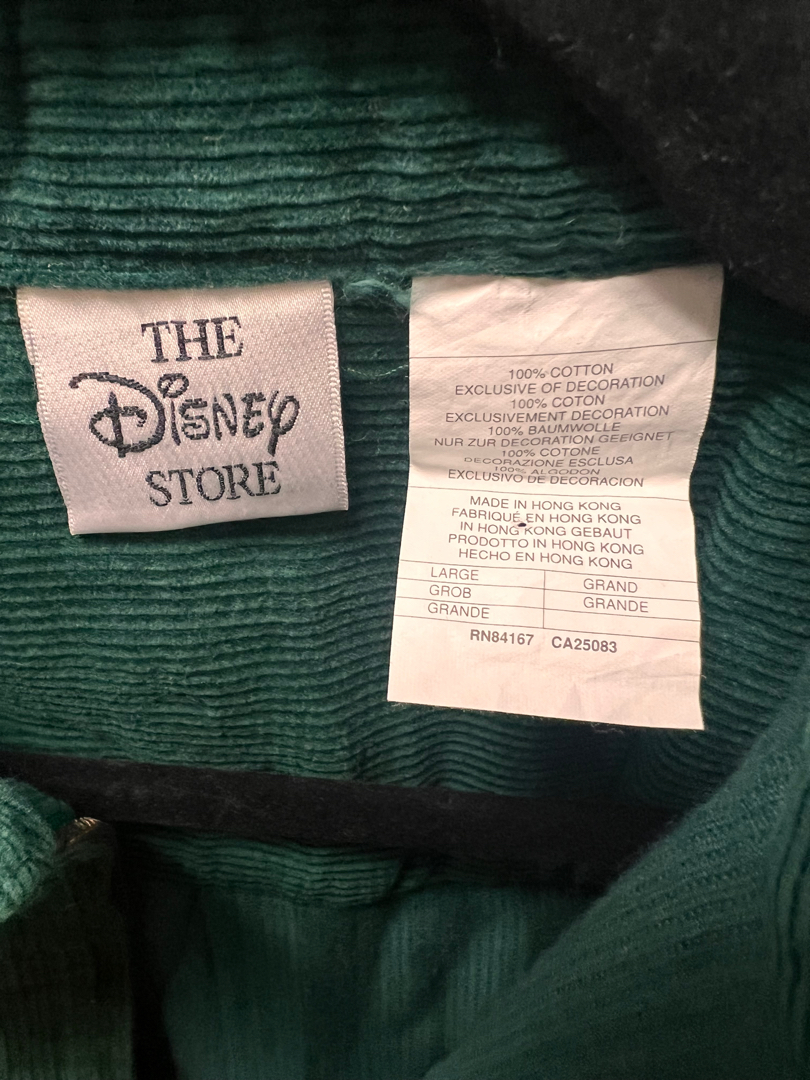 THE
DISNEY
STORE
100% COTTON
EXCLUSIVE OF DECORATION
100% COTON
EXCLUSIVEMENT DECORATION
100% BAUMWOLLE
NUR ZUR DECORATION GEEIGNET
100% COTONE
DECORAZIONE ESCLUSA
100% ALGODON
EXCLUSIVO DE DECORACION
MADE IN HONG KONG
FABRIQUÉ EN HONG KONG
IN HONG KONG GEBAUT
PRODOTTO IN HONG KONG
HECHO EN HONG KONG
LARGE GRAND
GROB GRANDE
GRANDE
RN84167 CA25083